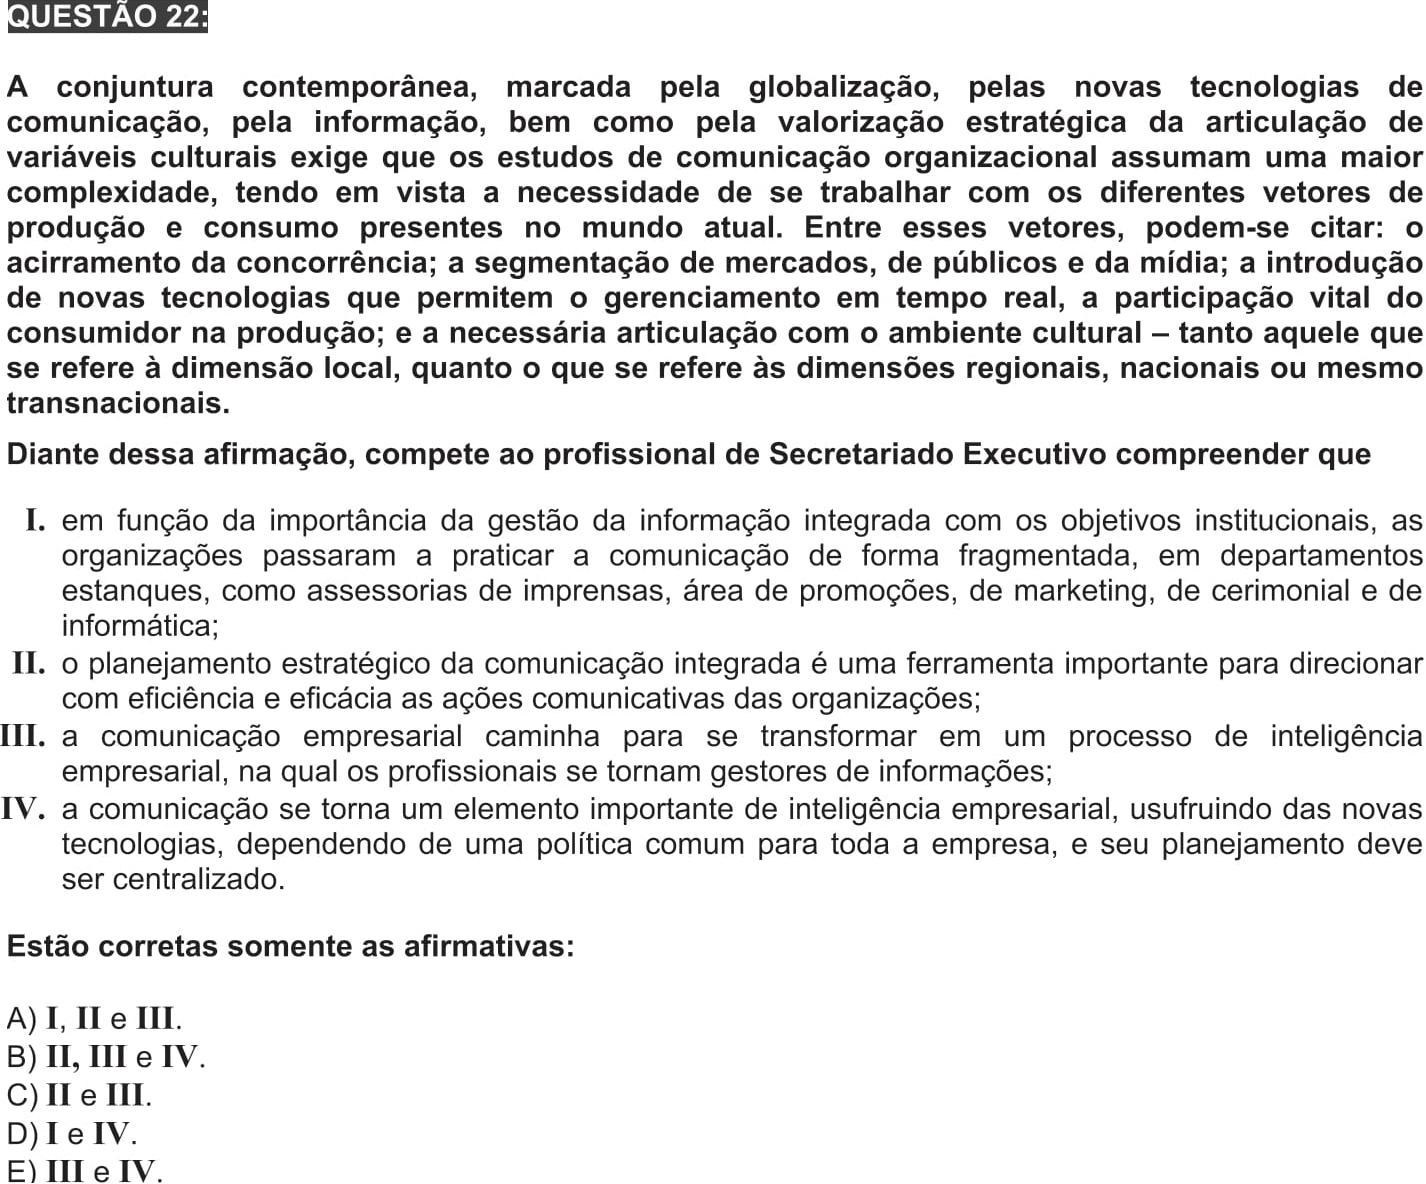 QUESTÃO 22:
A conjuntura contemporânea, marcada pela globalização, pelas novas tecnologias de
comunicação, pela informação, bem como pela valorização estratégica da articulação de
variáveis culturais exige que os estudos de comunicação organizacional assumam uma maior
complexidade, tendo em vista a necessidade de se trabalhar com os diferentes vetores de
produção e consumo presentes no mundo atual. Entre esses vetores, podem-se citar: o
acirramento da concorrência; a segmentação de mercados, de públicos e da mídia; a introdução
de novas tecnologias que permitem o gerenciamento em tempo real, a participação vital do
consumidor na produção; e a necessária articulação com o ambiente cultural – tanto aquele que
se refere à dimensão local, quanto o que se refere às dimensões regionais, nacionais ou mesmo
transnacionais.
Diante dessa afirmação, compete ao profissional de Secretariado Executivo compreender que
I. em função da importância da gestão da informação integrada com os objetivos institucionais, as
organizações passaram a praticar a comunicação de forma fragmentada, em departamentos
estanques, como assessorias de imprensas, área de promoções, de marketing, de cerimonial e de
informática;
II. o planejamento estratégico da comunicação integrada é uma ferramenta importante para direcionar
com eficiência e eficácia as ações comunicativas das organizações;
III. a comunicação empresarial caminha para se transformar em um processo de inteligência
empresarial, na qual os profissionais se tornam gestores de informações;
IV. a comunicação se torna um elemento importante de inteligência empresarial, usufruindo das novas
tecnologias, dependendo de uma política comum para toda a empresa, e seu planejamento deve
ser centralizado.
Estão corretas somente as afirmativas:
A) I, II e III.
B) II, III e IV.
C) II e III.
D) I e IV.
E) III e IV.